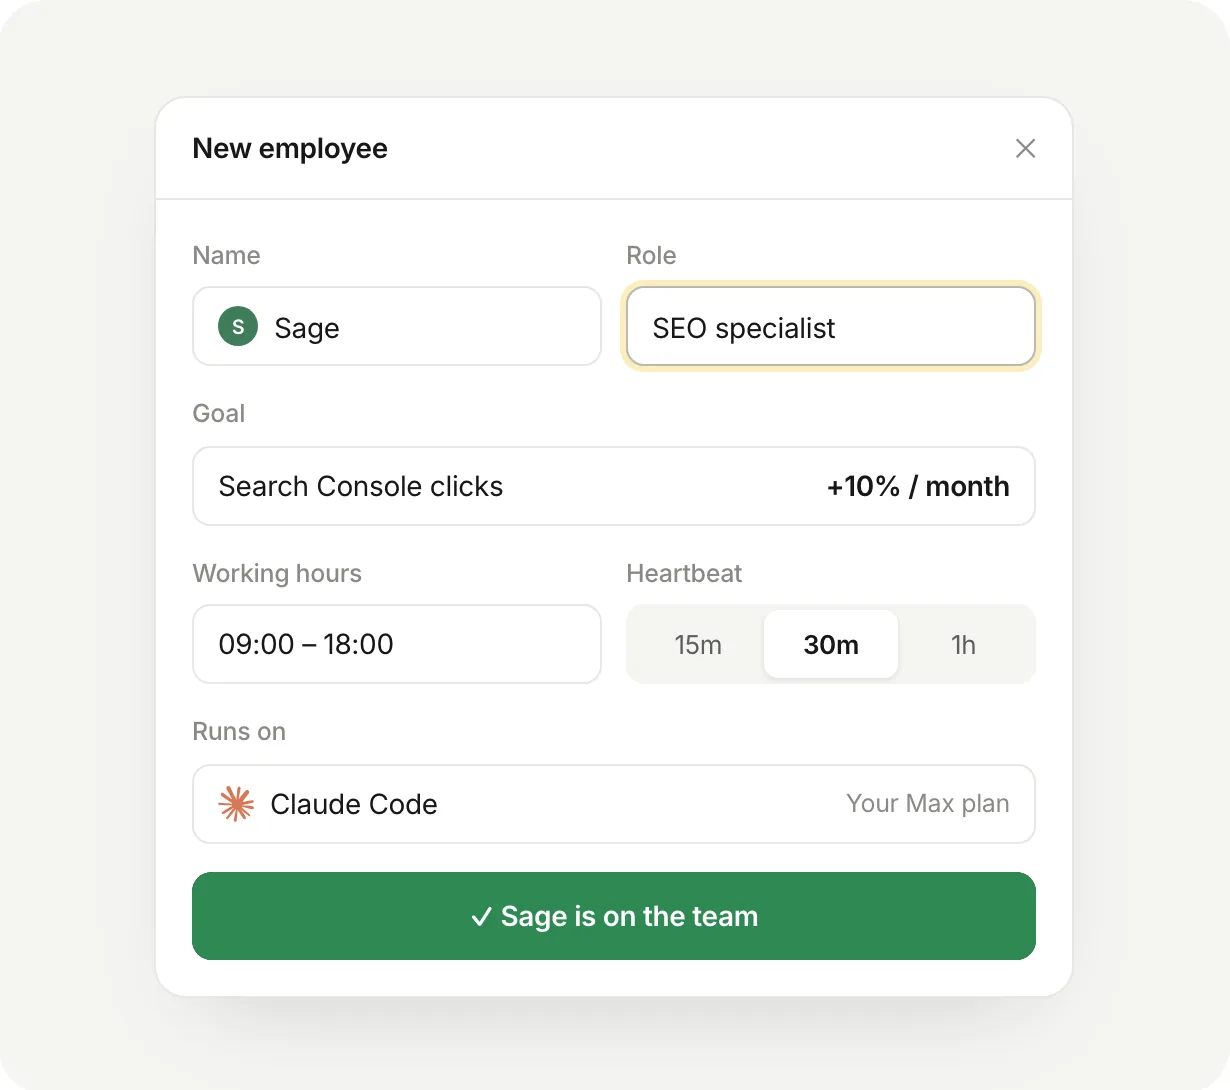 New employee
Name
Role
S Sage
SEO specialist
Goal
Search Console clicks
+10% / month
Working hours
Heartbeat
09:00 – 18:00
15m
30m
1h
Runs on
Claude Code
Your Max plan
✓ Sage is on the team